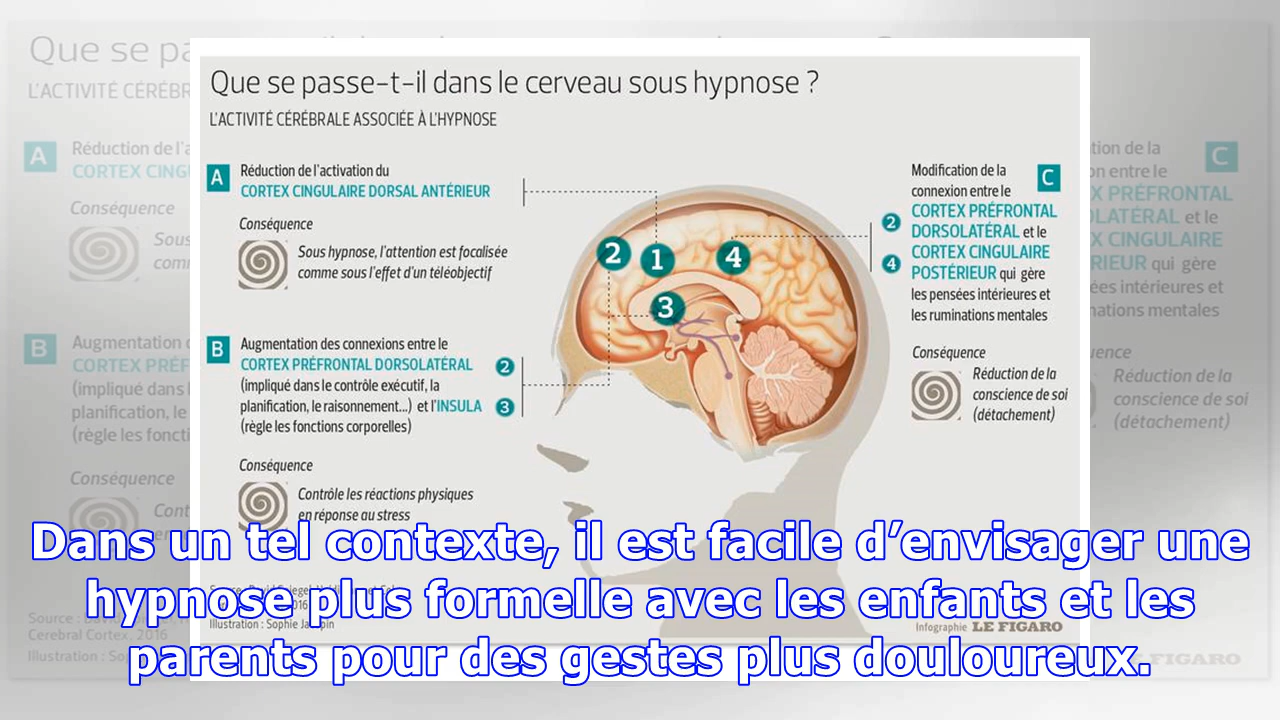 Que se passe-t-il dans le cerveau sous hypnose ?
L'ACTIVITÉ CÉRÉBRALE ASSOCIÉE À L'HYPNOSE
A
Réduction de l'activation du
CORTEX CINGULAIRE DORSAL ANTÉRIEUR
Conséquence
Sous hypnose, l'attention est focalisée
comme sous l'effet d'un téléobjectif
B
Augmentation des connexions entre le
CORTEX PRÉFRONTAL DORSOLATÉRAL 2
(impliqué dans le contrôle exécutif, la
planification, le raisonnement...) et l'INSULA 3
(règle les fonctions corporelles)
Conséquence
Contrôle les réactions physiques
en réponse au stress
2 1 4
3
C
Modification de la
connexion entre le
2 CORTEX PRÉFRONTAL
DORSOLATÉRAL et le
4 CORTEX CINGULAIRE
POSTÉRIEUR qui gère
les pensées intérieures et
les ruminations mentales
Conséquence
Réduction de la
conscience de soi
(détachement)
Illustration : Sophie Ja
Infographie LE FIGARO
Dans un tel contexte, il est facile d’envisager une
hypnose plus formelle avec les enfants et les
parents pour des gestes plus douloureux.